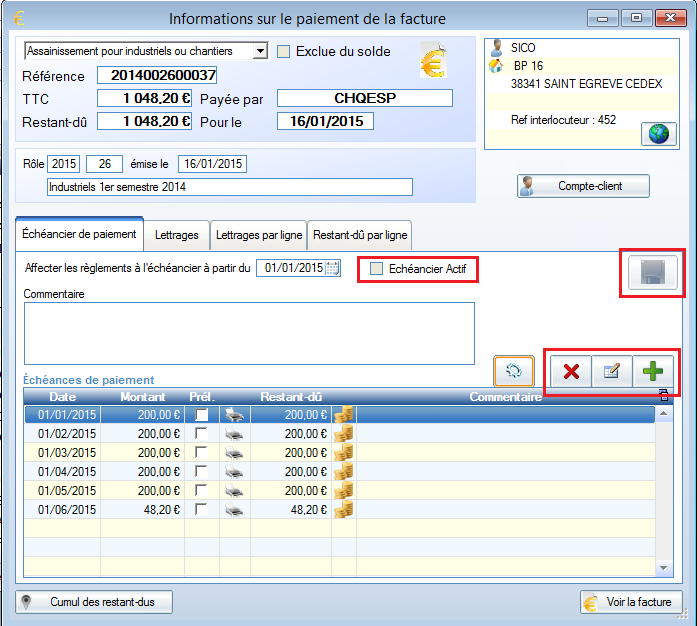 Informations sur le paiement de la facture
Assainissement pour industriels ou chantiers
Exclue du solde
Référence 2014002600037
TTC 1 048,20 € Payée par CHQESP
Restant-dû 1 048,20 € Pour le 16/01/2015
SICO
BP 16
38341 SAINT EGREVE CEDEX
Ref interlocuteur : 452
Rôle 2015 26 émise le 16/01/2015
Industriels 1er semestre 2014
Compte-client
Échéancier de paiement Lettrages Lettrages par ligne Restant-dû par ligne
Affecter les règlements à l'échéancier à partir du 01/01/2015 Echéancier Actif
Commentaire
Échéances de paiement
Date Montant Prél. Restant-dû Commentaire
01/01/2015 200,00 € 200,00 €
01/02/2015 200,00 € 200,00 €
01/03/2015 200,00 € 200,00 €
01/04/2015 200,00 € 200,00 €
01/05/2015 200,00 € 200,00 €
01/06/2015 48,20 € 48,20 €
Cumul des restant-dus Voir la facture